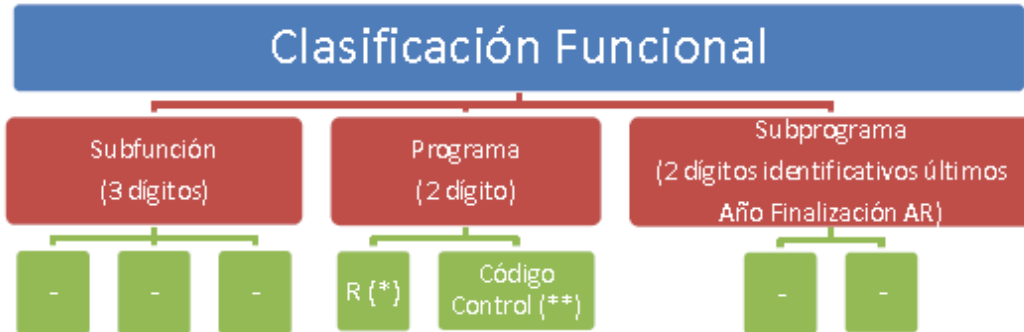 Clasificación Funcional
Subfunción
(3 dígitos)
Programa
(2 dígito)
Subprograma
(2 dígitos identificativos últimos
Año Finalización AR)
-
-
-
R (*)
Código
Control (**)
-
-